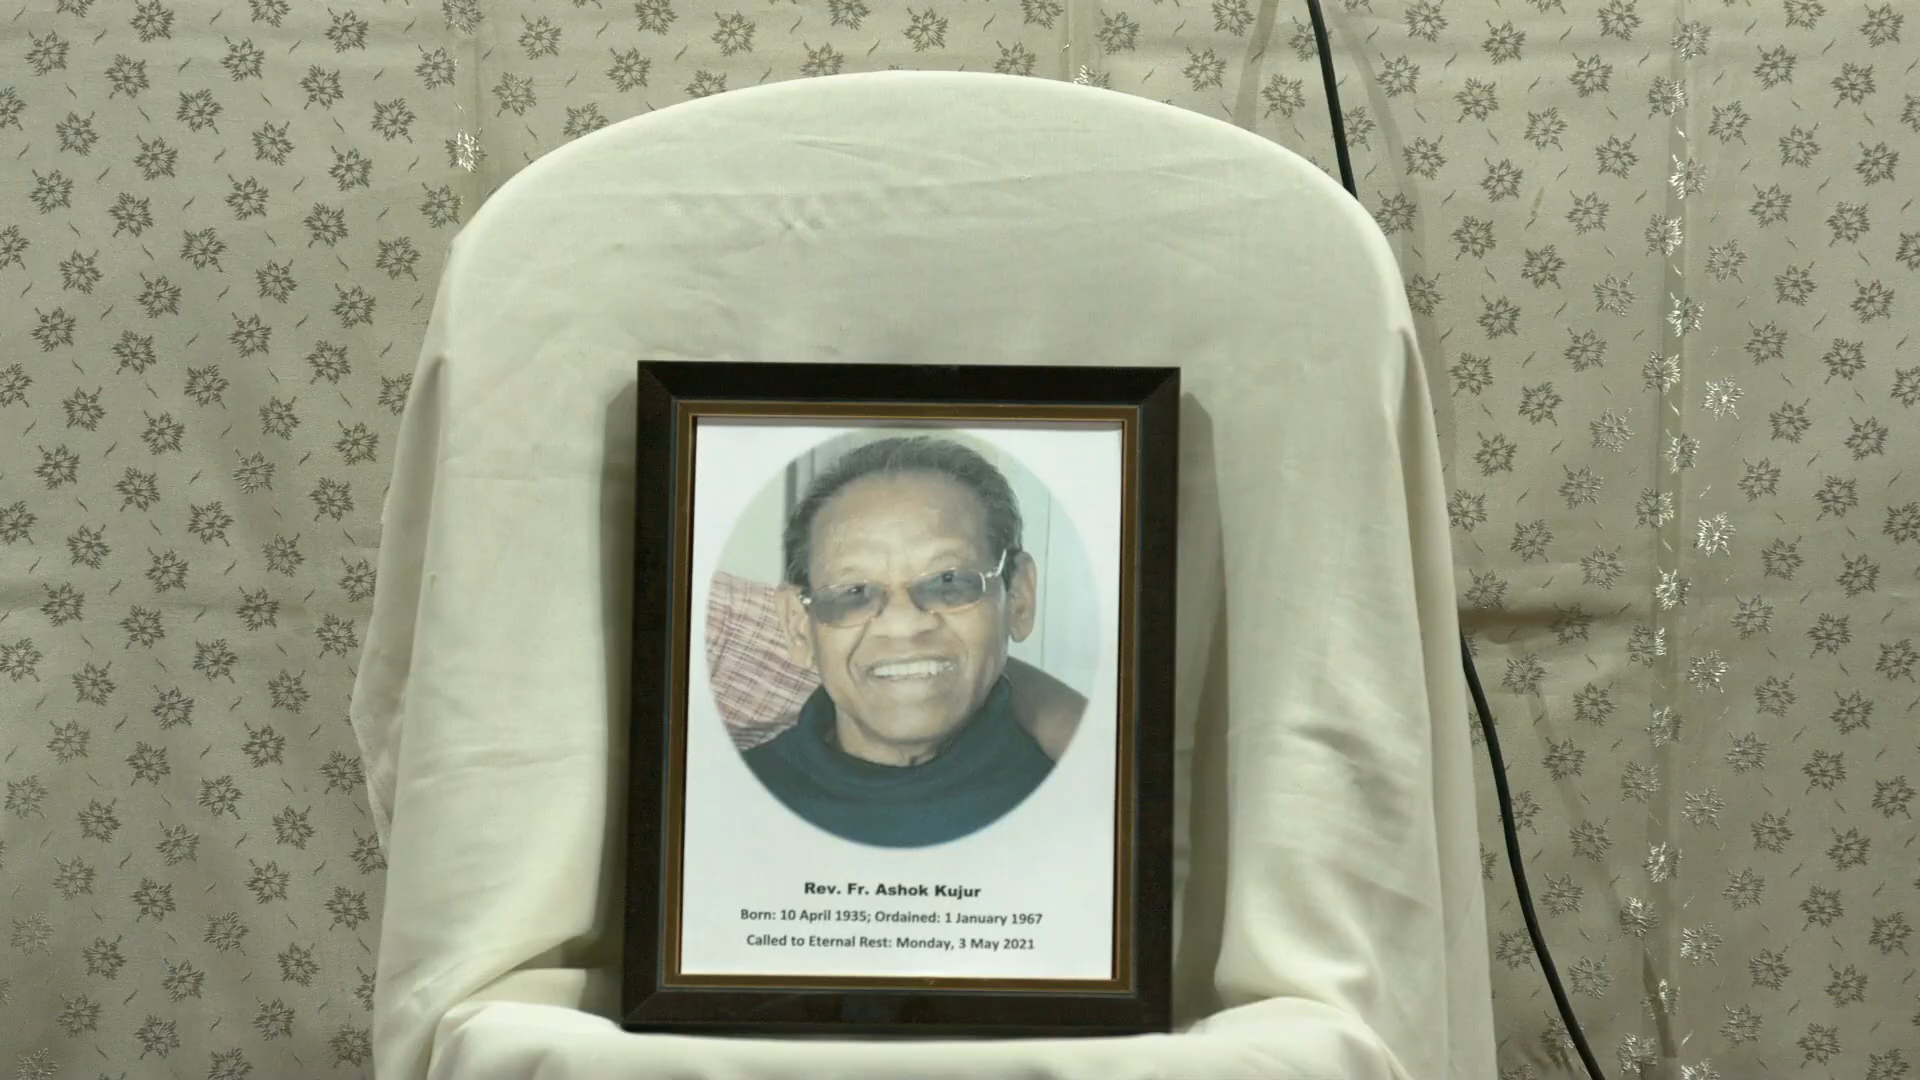 Rev. Fr. Ashok Kujur
Born: 10 April 1935; Ordained: 1 January 1967
Called to Eternal Rest: Monday, 3 May 2021